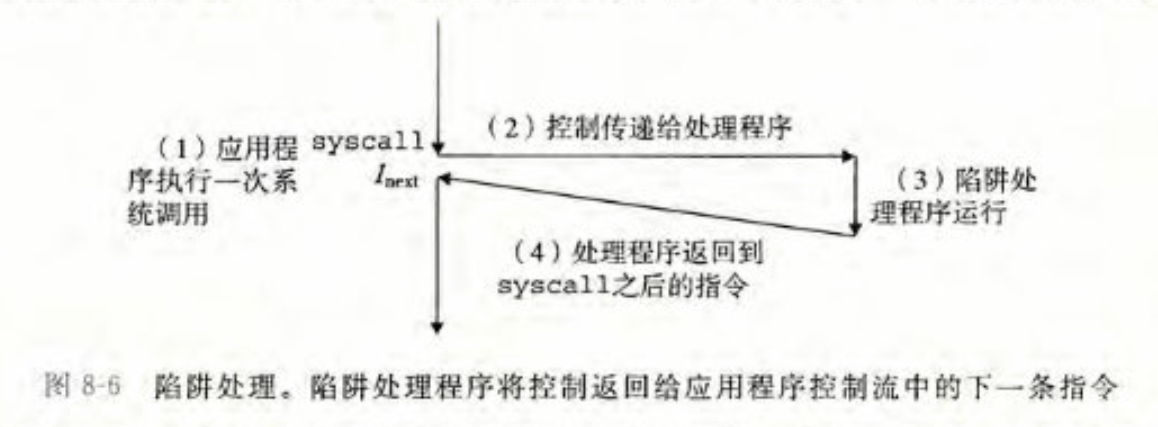 (2)控制传递给处理程序
(1)应用程
序执行一次系
统调用
syscall
Inext
(3)陷阱处
理程序运行
(4)处理程序返回到
syscall之后的指令
图 8-6 陷阱处理。陷阱处理程序将控制返回给应用程序控制流中的下一条指令